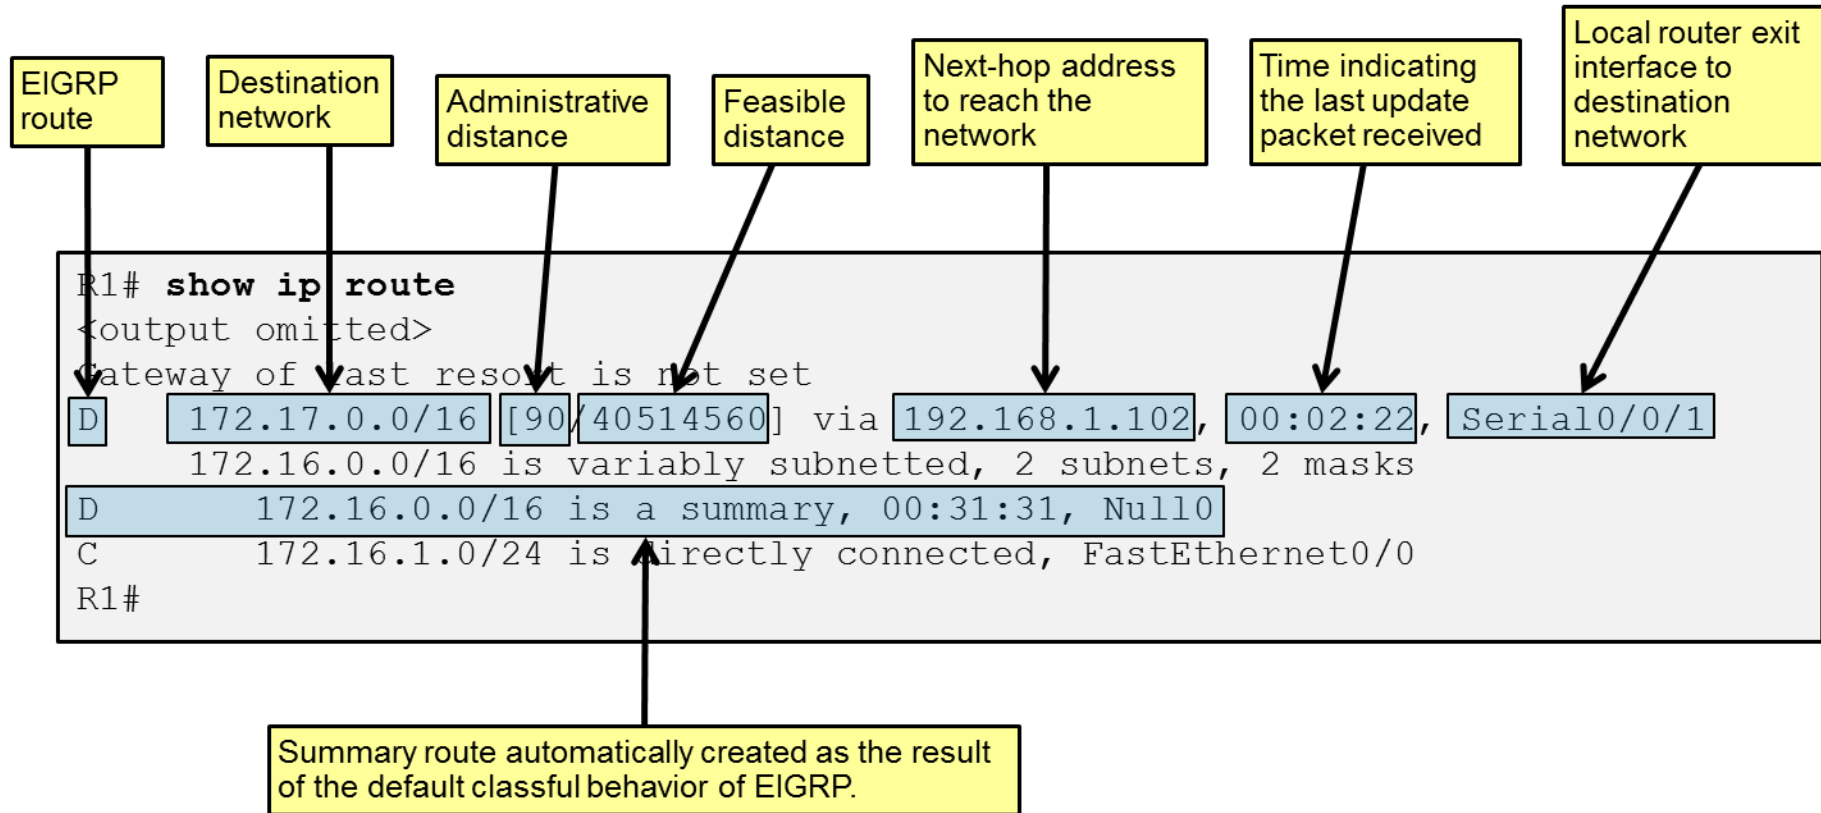 EIGRP
route
Destination
network
Administrative
distance
Feasible
distance
Next-hop address
to reach the
network
Time indicating
the last update
packet received
Local router exit
interface to
destination
network
R1# show ip route
<output omitted>
Gateway of last resort is not set
D 172.17.0.0/16 [90/40514560] via 192.168.1.102, 00:02:22, Serial0/0/1
172.16.0.0/16 is variably subnetted, 2 subnets, 2 masks
D 172.16.0.0/16 is a summary, 00:31:31, Null0
C 172.16.1.0/24 is directly connected, FastEthernet0/0
R1#
Summary route automatically created as the result
of the default classful behavior of EIGRP.